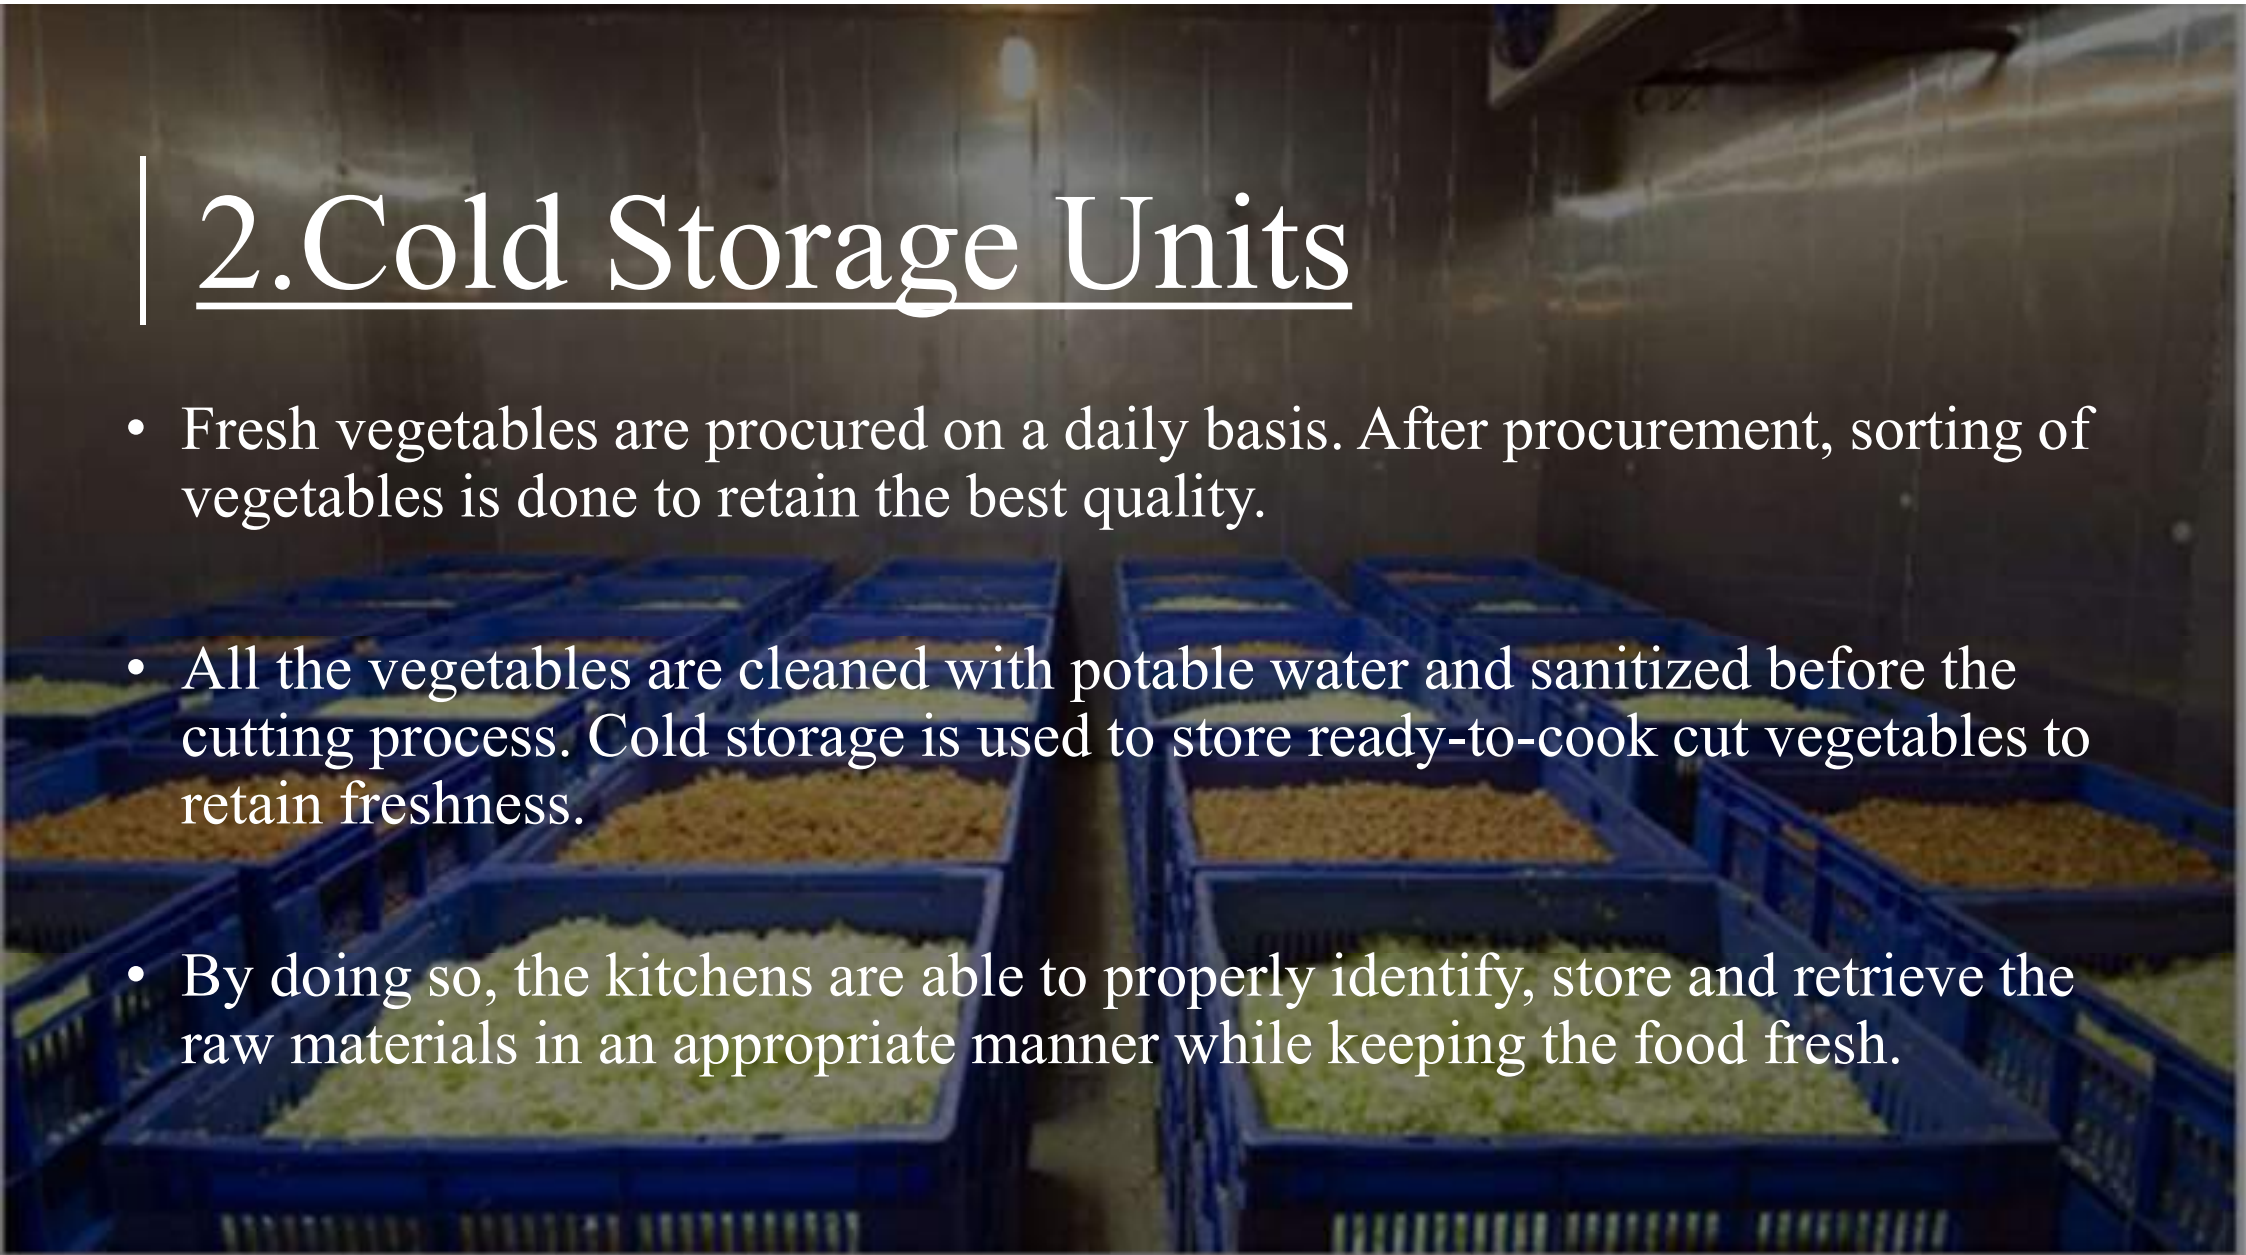 2.Cold Storage Units
• Fresh vegetables are procured on a daily basis. After procurement, sorting of
vegetables is done to retain the best quality.
• All the vegetables are cleaned with potable water and sanitized before the
cutting process. Cold storage is used to store ready-to-cook cut vegetables to
retain freshness.
• By doing so, the kitchens are able to properly identify, store and retrieve the
raw materials in an appropriate manner while keeping the food fresh.